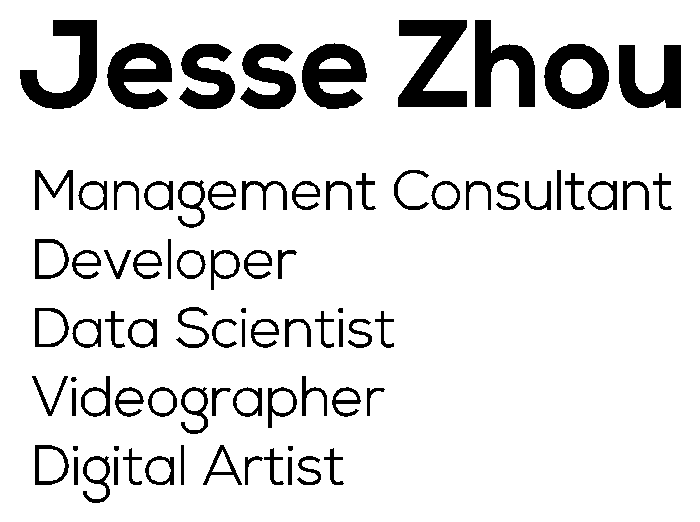 Jesse Zhou
Management Consultant
Developer
Data Scientist
Videographer
Digital Artist